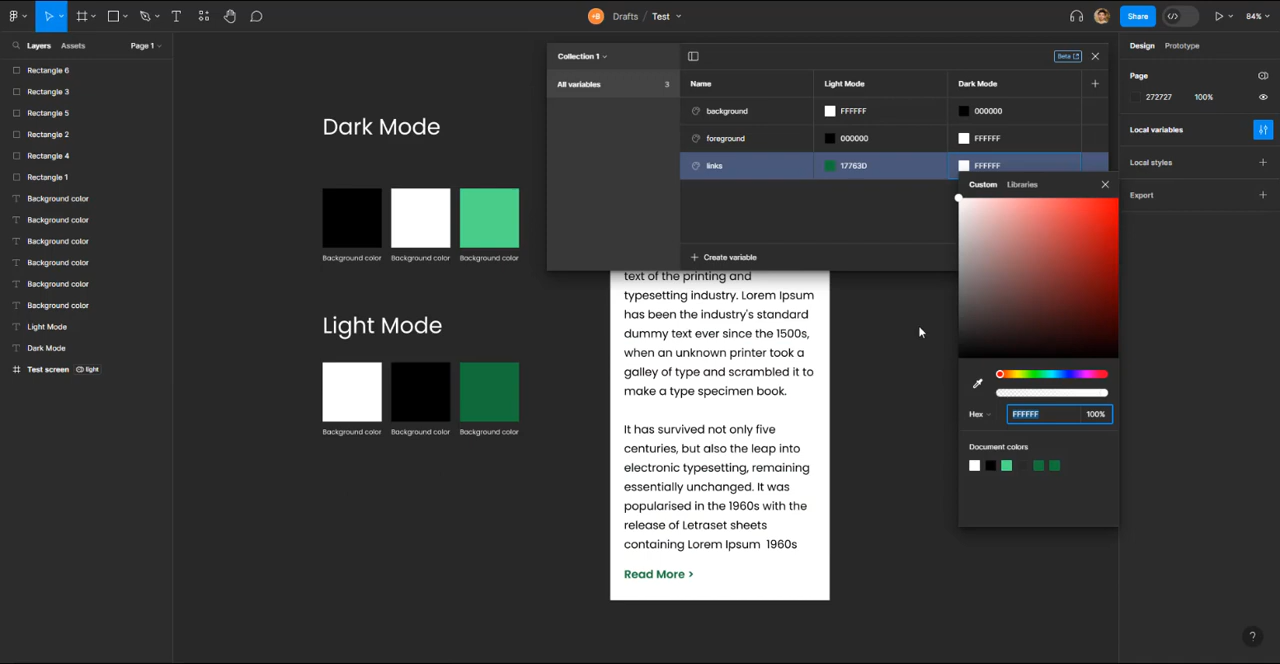 Drafts / Test
Share
84%
Layers
Assets
Page 1
Rectangle 6
Rectangle 3
Rectangle 5
Rectangle 2
Rectangle 4
Rectangle 1
Background color
Background color
Background color
Background color
Background color
Background color
Light Mode
Dark Mode
Test screen
light
Dark Mode
Background color
Background color
Background color
Light Mode
Background color
Background color
Background color
Collection 1
All variables
3
Beta
Name
Light Mode
Dark Mode
background
FFFFFF
000000
foreground
000000
FFFFFF
links
17763D
FFFFFF
Create variable
text of the printing and
typesetting industry. Lorem Ipsum
has been the industry's standard
dummy text ever since the 1500s,
when an unknown printer took a
galley of type and scrambled it to
make a type specimen book.
It has survived not only five
centuries, but also the leap into
electronic typesetting, remaining
essentially unchanged. It was
popularised in the 1960s with the
release of Letraset sheets
containing Lorem Ipsum 1960s
Read More >
Custom
Libraries
Hex
FFFFFF
100%
Document colors
Design
Prototype
Page
272727
100%
Local variables
Local styles
Export
?